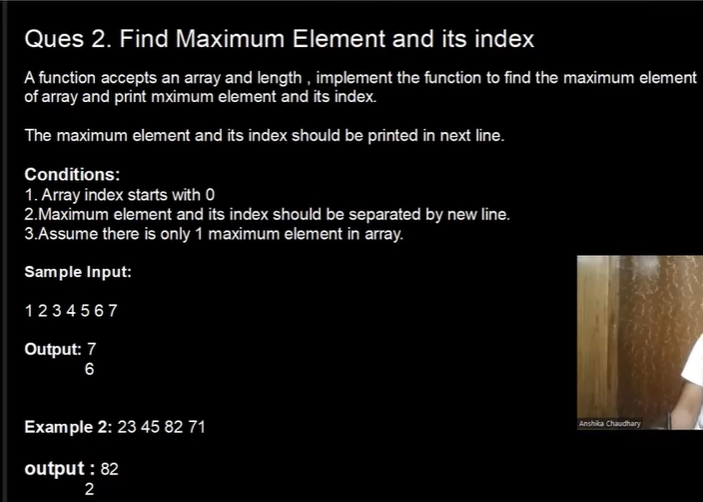 Ques 2. Find Maximum Element and its index
A function accepts an array and length , implement the function to find the maximum element
of array and print mximum element and its index.
The maximum element and its index should be printed in next line.
Conditions:
1. Array index starts with 0
2.Maximum element and its index should be separated by new line.
3.Assume there is only 1 maximum element in array.
Sample Input:
1 2 3 4 5 6 7
Output: 7
6
Anshika Chaudhary
Example 2: 23 45 82 71
output : 82
2